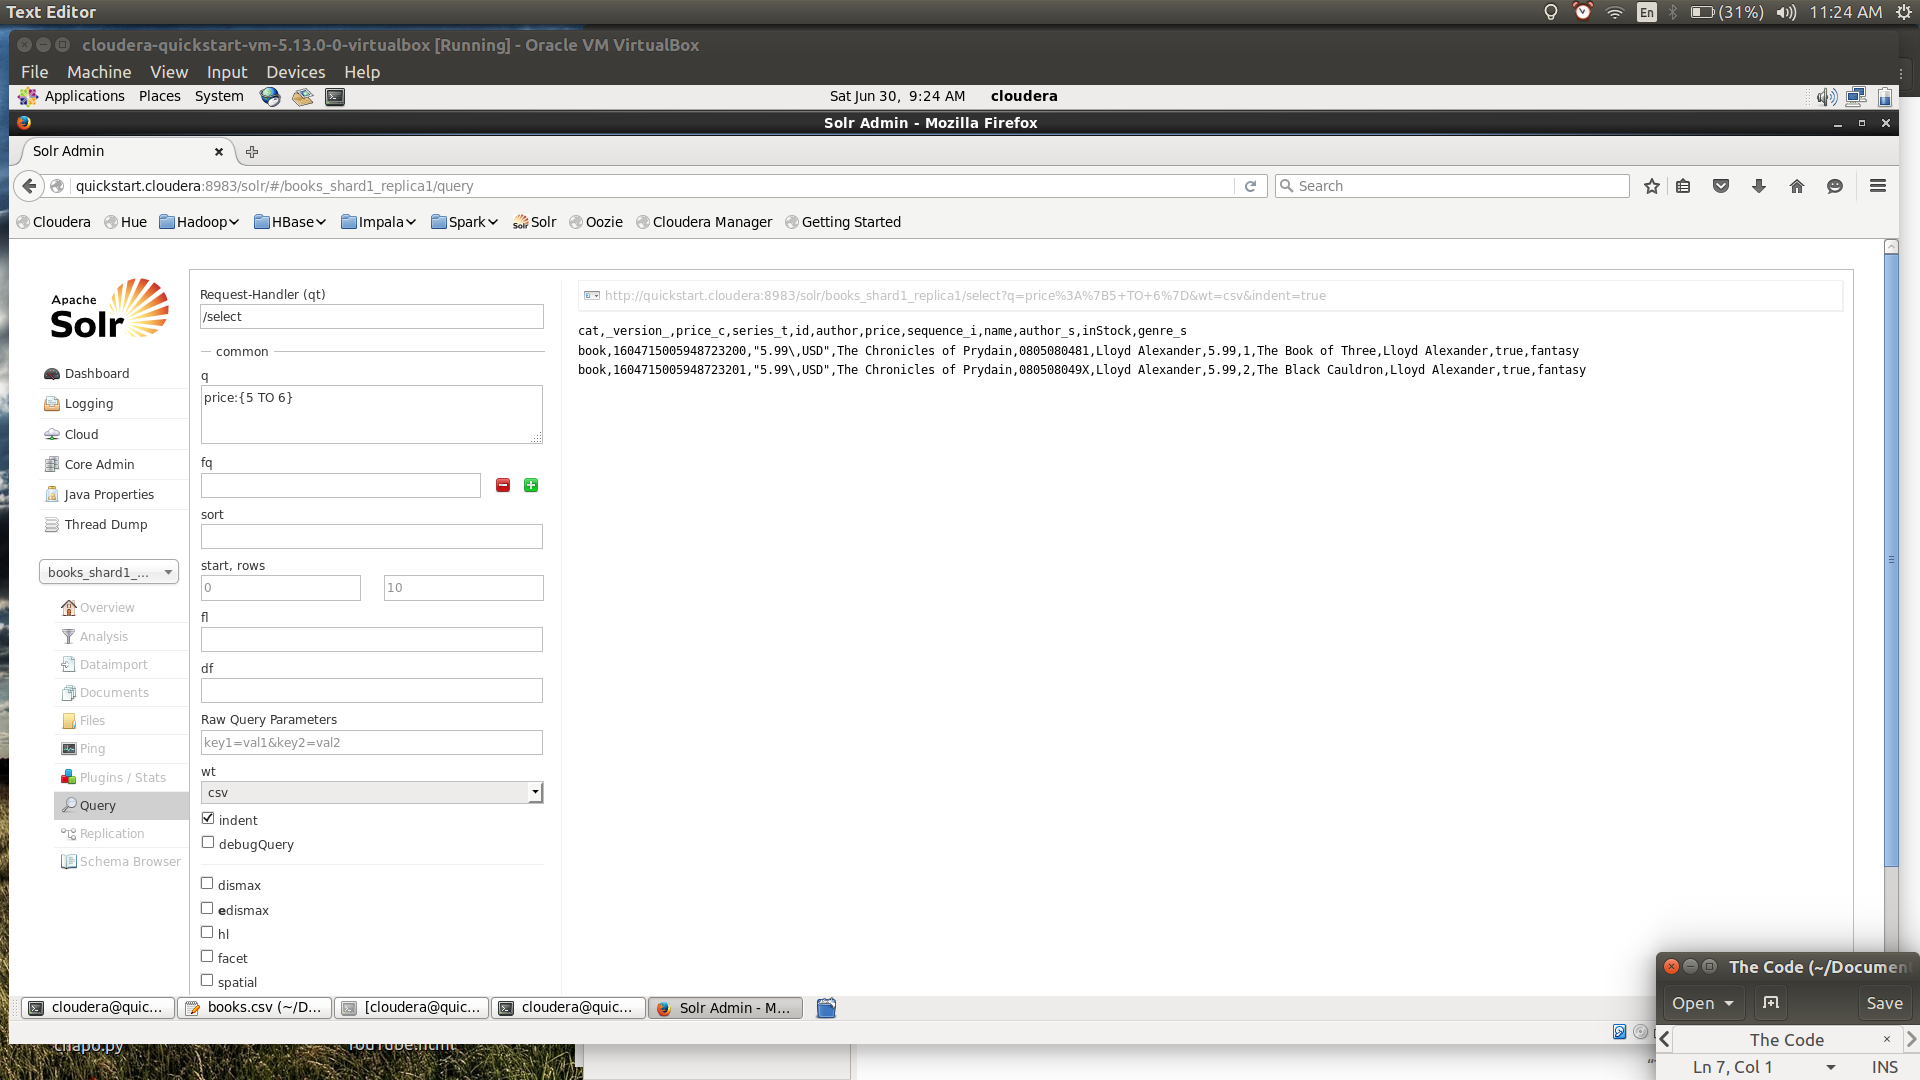 Text Editor
En (31%) 11:24 AM
cloudera-quickstart-vm-5.13.0-0-virtualbox [Running] - Oracle VM VirtualBox
File Machine View Input Devices Help
Applications Places System Sat Jun 30, 9:24 AM cloudera
Solr Admin - Mozilla Firefox
Solr Admin
quickstart.cloudera:8983/solr/#/books_shard1_replica1/query Search
Cloudera Hue Hadoop HBase Impala Spark Solr Oozie Cloudera Manager Getting Started
Apache
Solr
Dashboard
Logging
Cloud
Core Admin
Java Properties
Thread Dump
books_shard1_...
Overview
Analysis
Dataimport
Documents
Files
Ping
Plugins / Stats
Query
Replication
Schema Browser
Request-Handler (qt)
/select
common
q
price:{5 TO 6}
fq
sort
start, rows
0 10
fl
df
Raw Query Parameters
key1=val1&key2=val2
wt
csv
indent
debugQuery
dismax
edismax
hl
facet
spatial
http://quickstart.cloudera:8983/solr/books_shard1_replica1/select?q=price%3A%7B5+TO+6%7D&wt=csv&indent=true
cat,_version_,price_c,series_t,id,author,price,sequence_i,name,author_s,inStock,genre_s
book,1604715005948723200,"5.99\,USD",The Chronicles of Prydain,0805080481,Lloyd Alexander,5.99,1,The Book of Three,Lloyd Alexander,true,fantasy
book,1604715005948723201,"5.99\,USD",The Chronicles of Prydain,080508049X,Lloyd Alexander,5.99,2,The Black Cauldron,Lloyd Alexander,true,fantasy
cloudera@quic... books.csv (~/D... [cloudera@quic... cloudera@quic... Solr Admin - M...
The Code (~/Document
Open Save
The Code
Ln 7, Col 1 INS